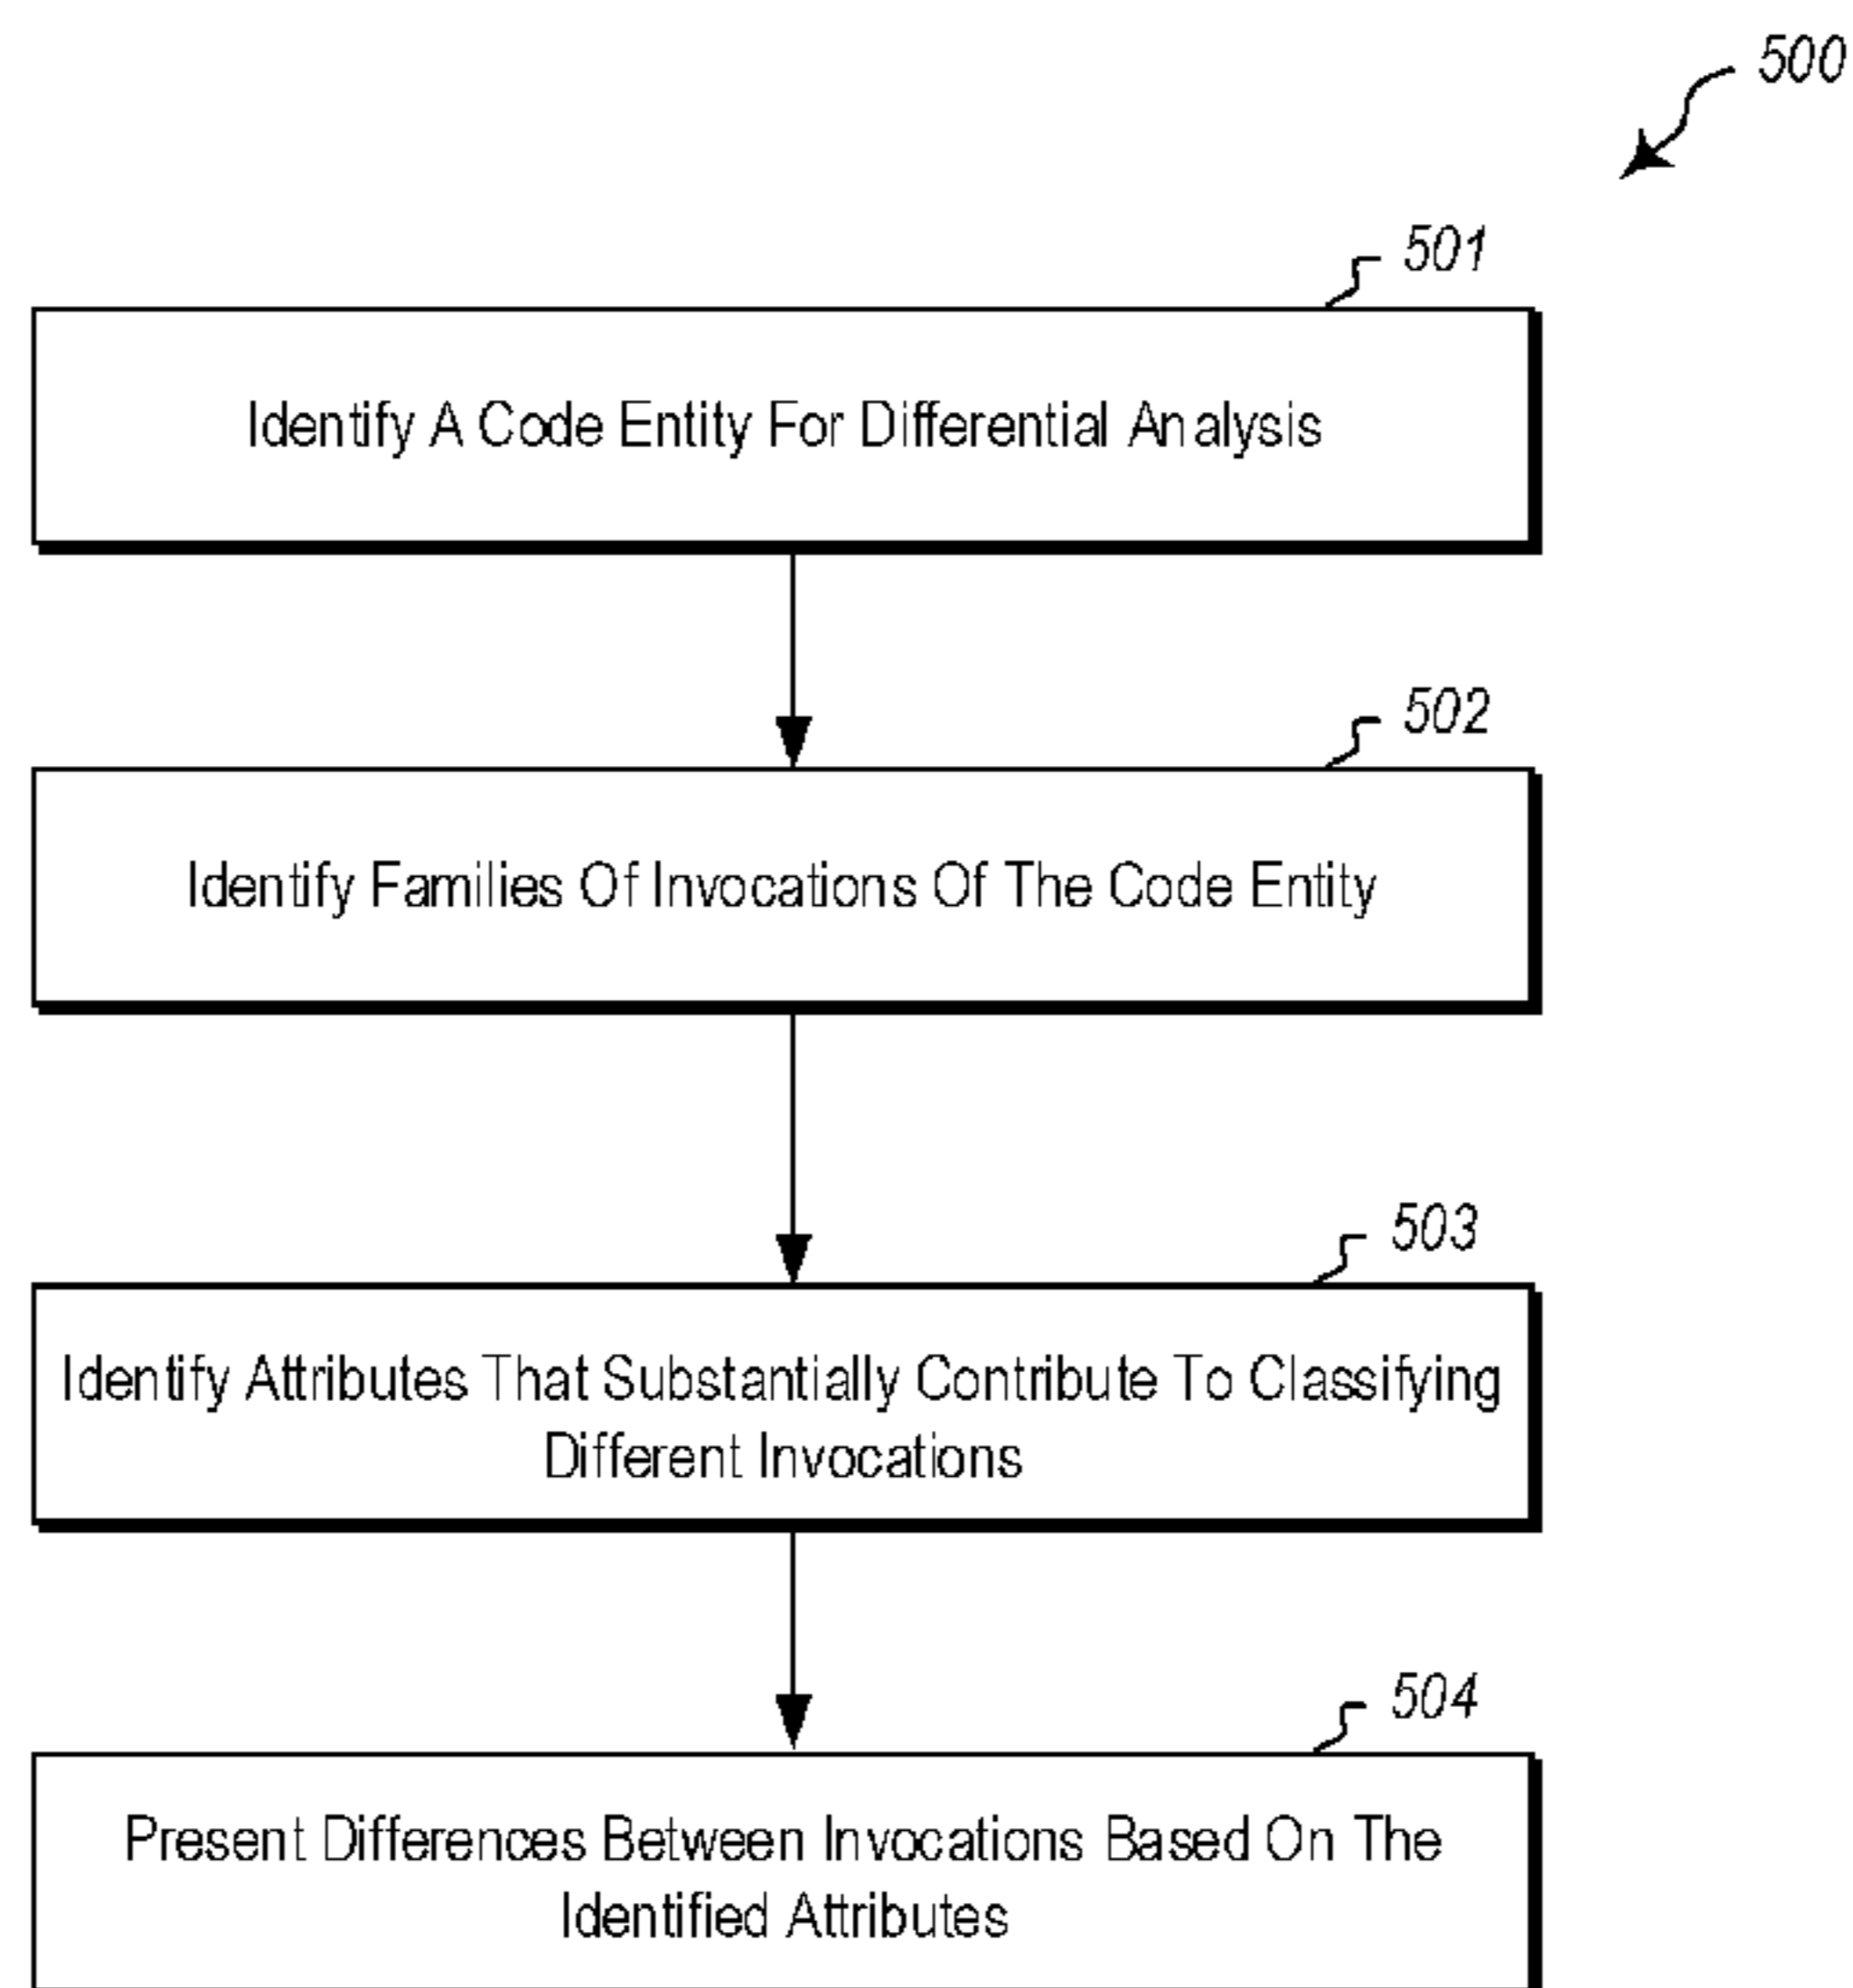 500
501
Identify A Code Entity For Differential Analysis
502
Identify Families Of Invocations Of The Code Entity
503
Identify Attributes That Substantially Contribute To Classifying
Different Invocations
504
Present Differences Between Invocations Based On The
Identified Attributes